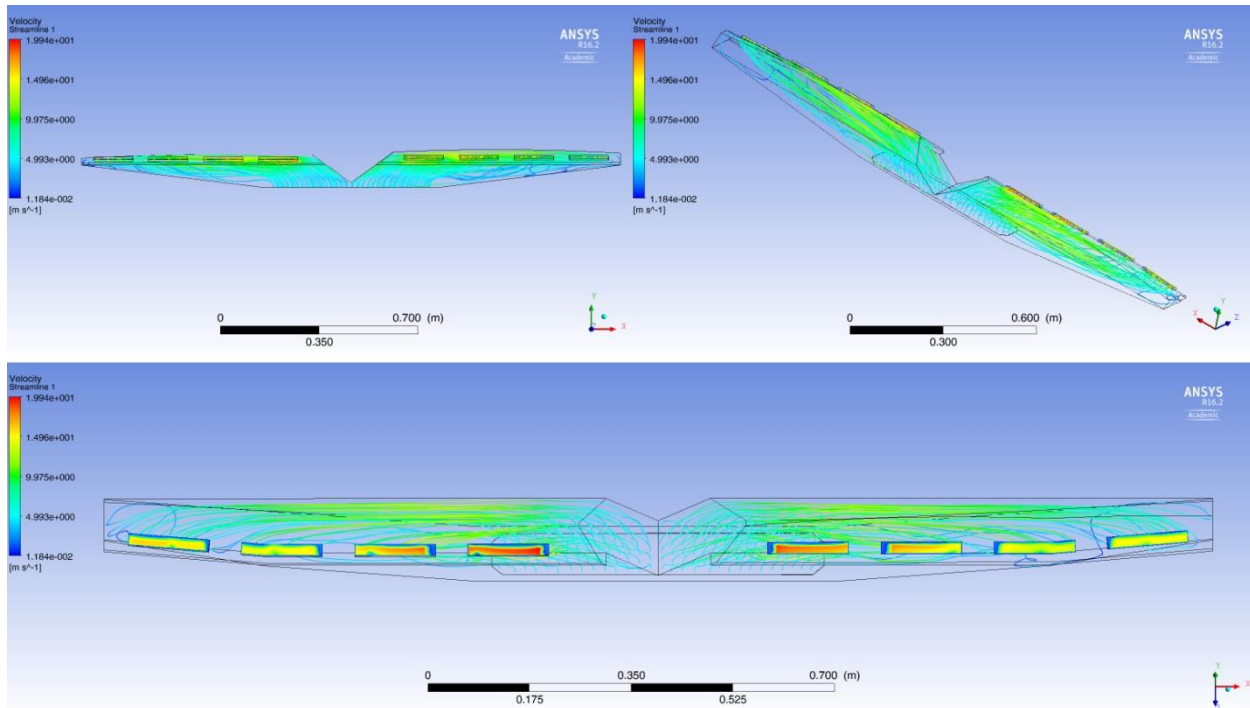 Velocity
Streamline 1
1.994e+001
1.496e+001
9.975e+000
4.993e+000
1.184e-002
[m s^-1]
ANSYS
R16.2
Academic
0 0.700 (m)
0.350
Y
X
Velocity
Streamline 1
1.994e+001
1.496e+001
9.975e+000
4.993e+000
1.184e-002
[m s^-1]
ANSYS
R16.2
Academic
0 0.600 (m)
0.300
Y
X Z
Velocity
Streamline 1
1.994e+001
1.496e+001
9.975e+000
4.993e+000
1.184e-002
[m s^-1]
ANSYS
R16.2
Academic
0 0.350 0.700 (m)
0.175 0.525
Y
X